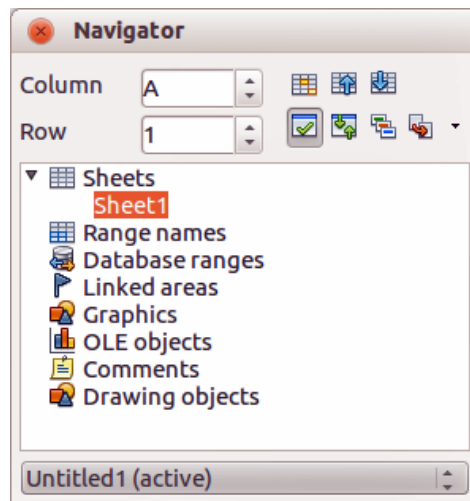 Navigator
Column A
Row 1
Sheets
Sheet1
Range names
Database ranges
Linked areas
Graphics
OLE objects
Comments
Drawing objects
Untitled1 (active)